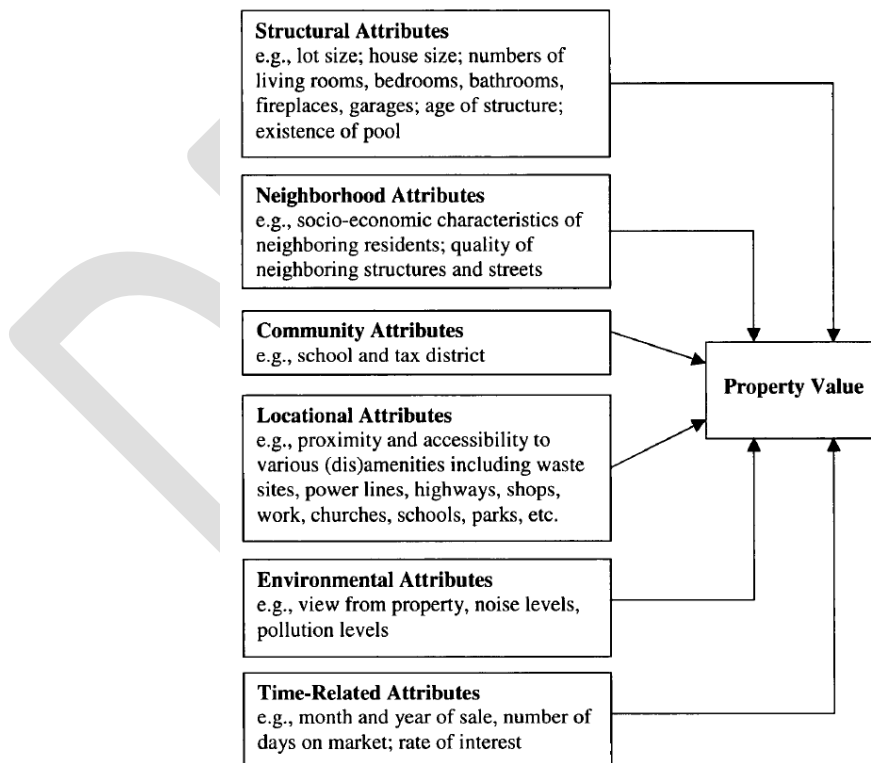 Structural Attributes
e.g., lot size; house size; numbers of
living rooms, bedrooms, bathrooms,
fireplaces, garages; age of structure;
existence of pool
Neighborhood Attributes
e.g., socio-economic characteristics of
neighboring residents; quality of
neighboring structures and streets
Community Attributes
e.g., school and tax district
Property Value
Locational Attributes
e.g., proximity and accessibility to
various (dis)amenities including waste
sites, power lines, highways, shops,
work, churches, schools, parks, etc.
Environmental Attributes
e.g., view from property, noise levels,
pollution levels
Time-Related Attributes
e.g., month and year of sale, number of
days on market; rate of interest